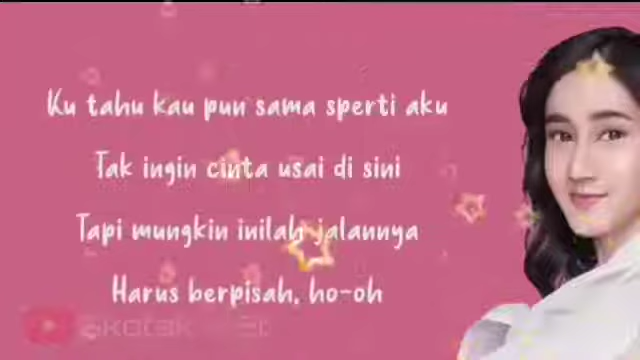 Ku tahu kau pun sama sperti aku
Tak ingin cinta usai di sini
Tapi mungkin inilah jalannya
Harus berpisah, ho-oh